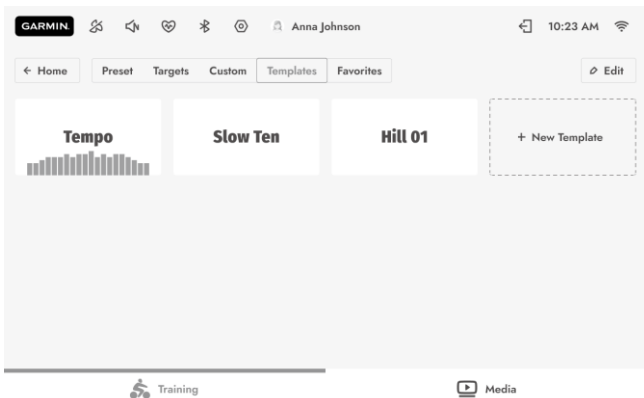 GARMIN. Anna Johnson 10:23 AM
← Home Preset Targets Custom Templates Favorites Edit
Tempo Slow Ten Hill 01 + New Template
Training Media